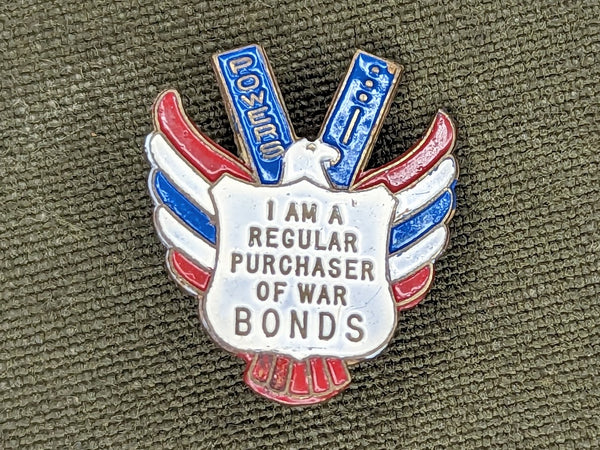 POWERS
I AM A
REGULAR
PURCHASER
OF WAR
BONDS